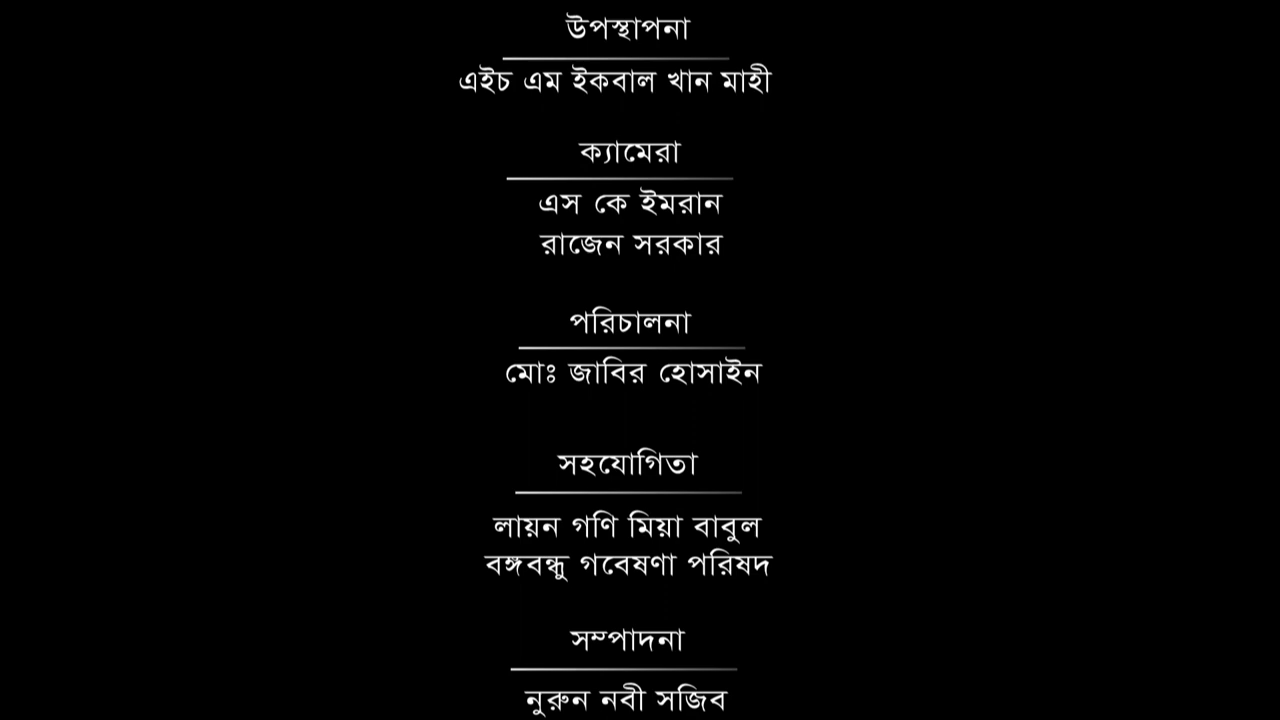 উপস্থাপনা
এইচ এম ইকবাল খান মাহী
ক্যামেরা
এস কে ইমরান
রাজেন সরকার
পরিচালনা
মোঃ জাবির হোসাইন
সহযোগিতা
লায়ন গণি মিয়া বাবুল
বঙ্গবন্ধু গবেষণা পরিষদ
সম্পাদনা
নুরুন নবী সজিব